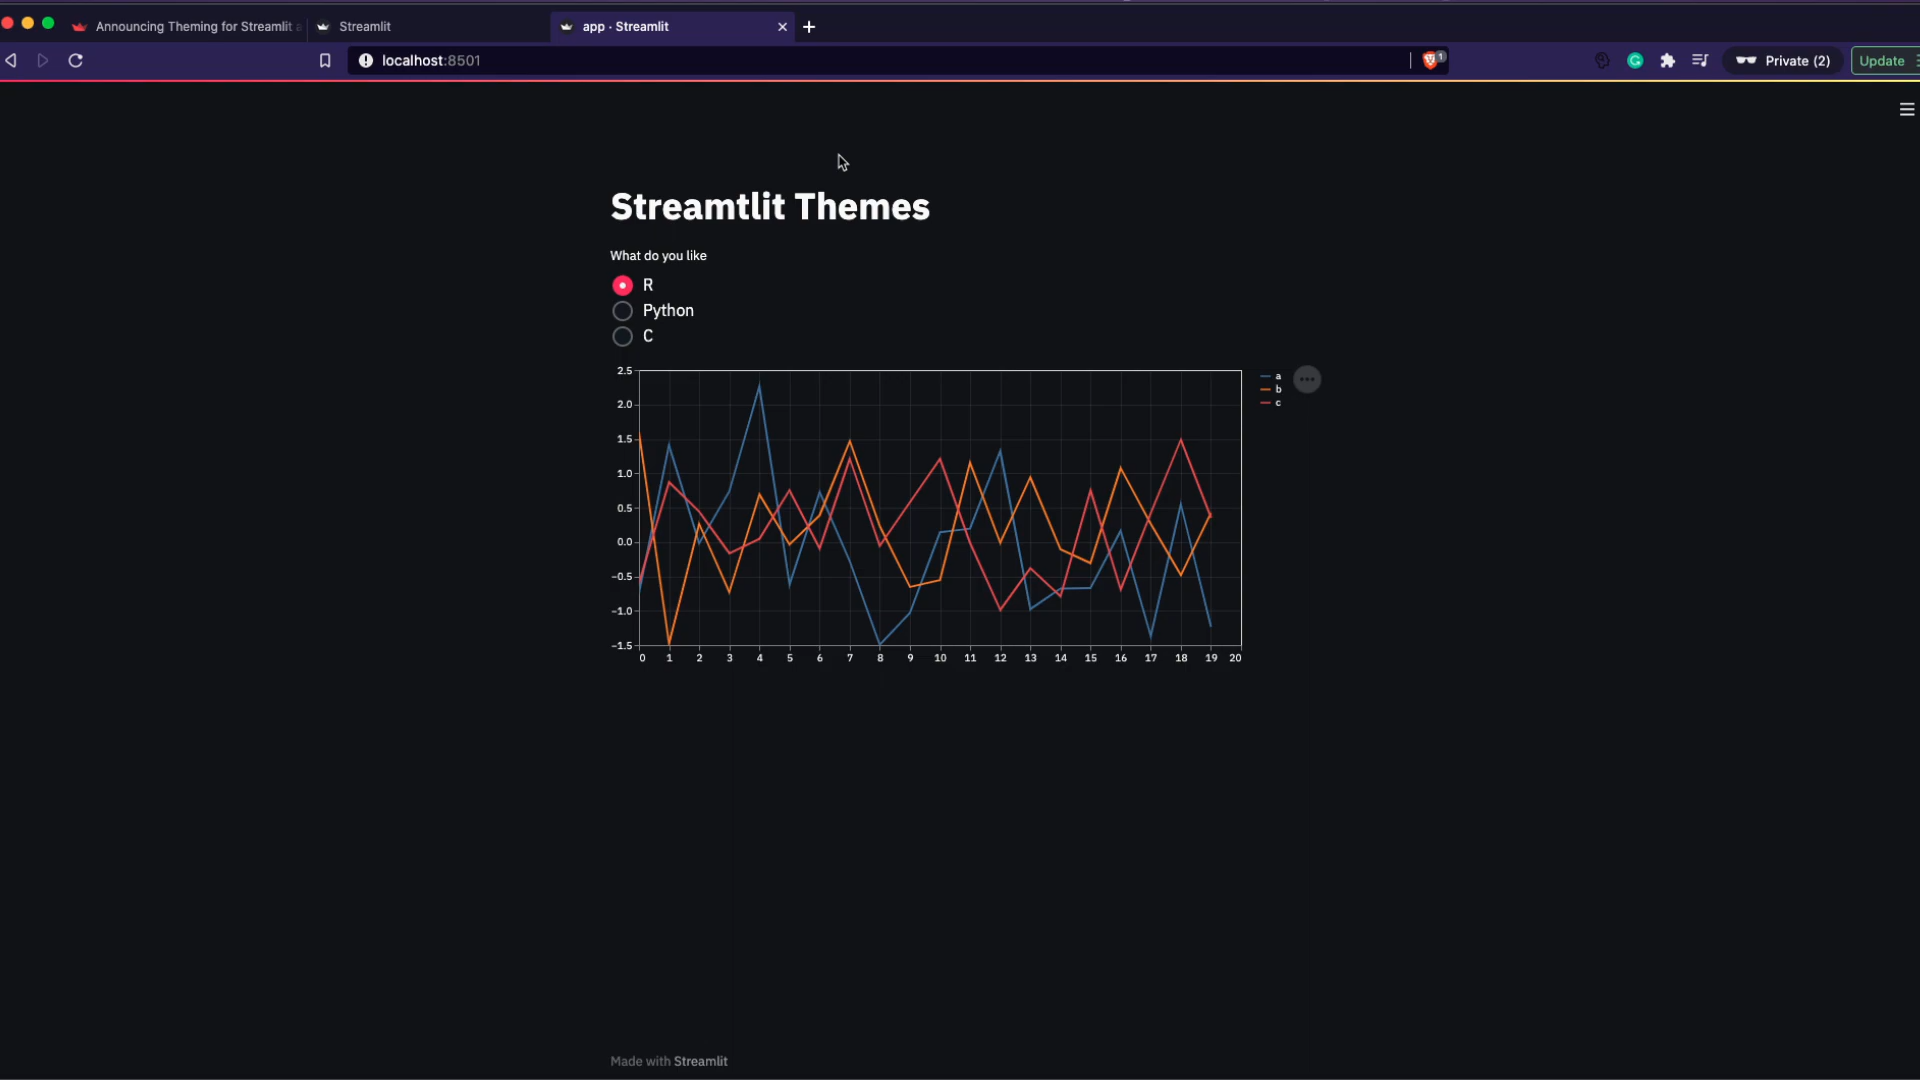 Announcing Theming for Streamlit a
Streamlit
app · Streamlit
localhost:8501
1
Private (2)
Update
Streamtlit Themes
What do you like
R
Python
C
2.5
2.0
1.5
1.0
0.5
0.0
−0.5
−1.0
−1.5
0 1 2 3 4 5 6 7 8 9 10 11 12 13 14 15 16 17 18 19 20
a
b
c
Made with Streamlit